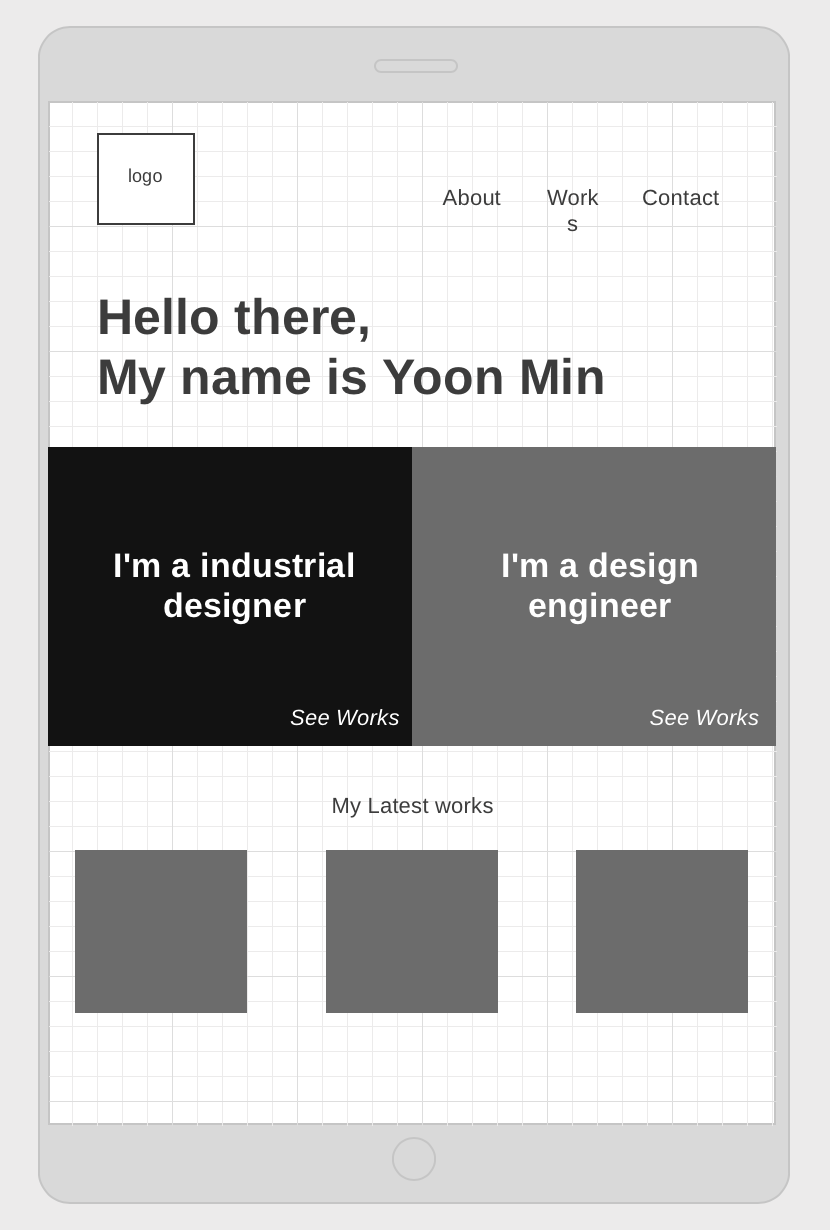 logo
About
Work
s
Contact
Hello there,
My name is Yoon Min
I'm a industrial
designer
See Works
I'm a design
engineer
See Works
My Latest works